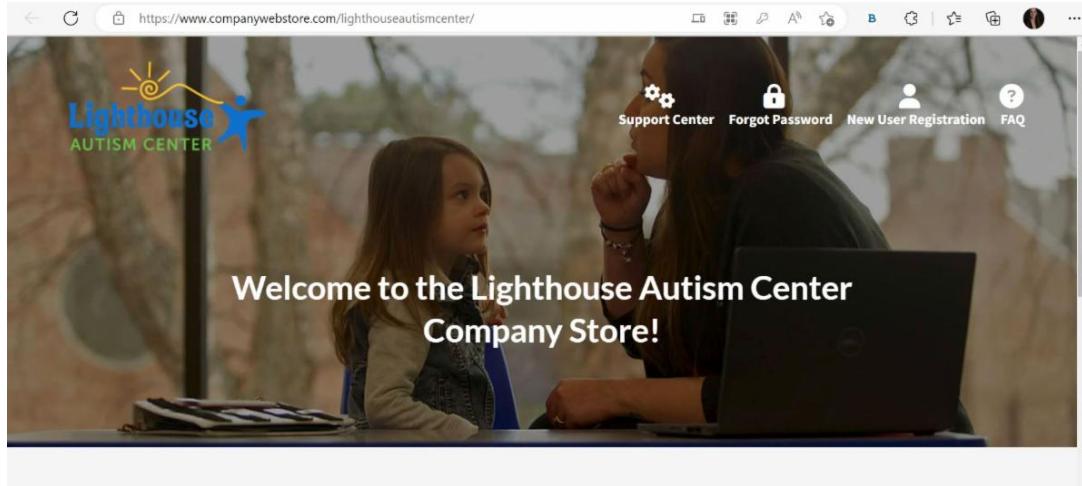 https://www.companywebstore.com/lighthouseautismcenter/
B
Lighthouse
AUTISM CENTER
Support Center Forgot Password New User Registration FAQ
Welcome to the Lighthouse Autism Center
Company Store!